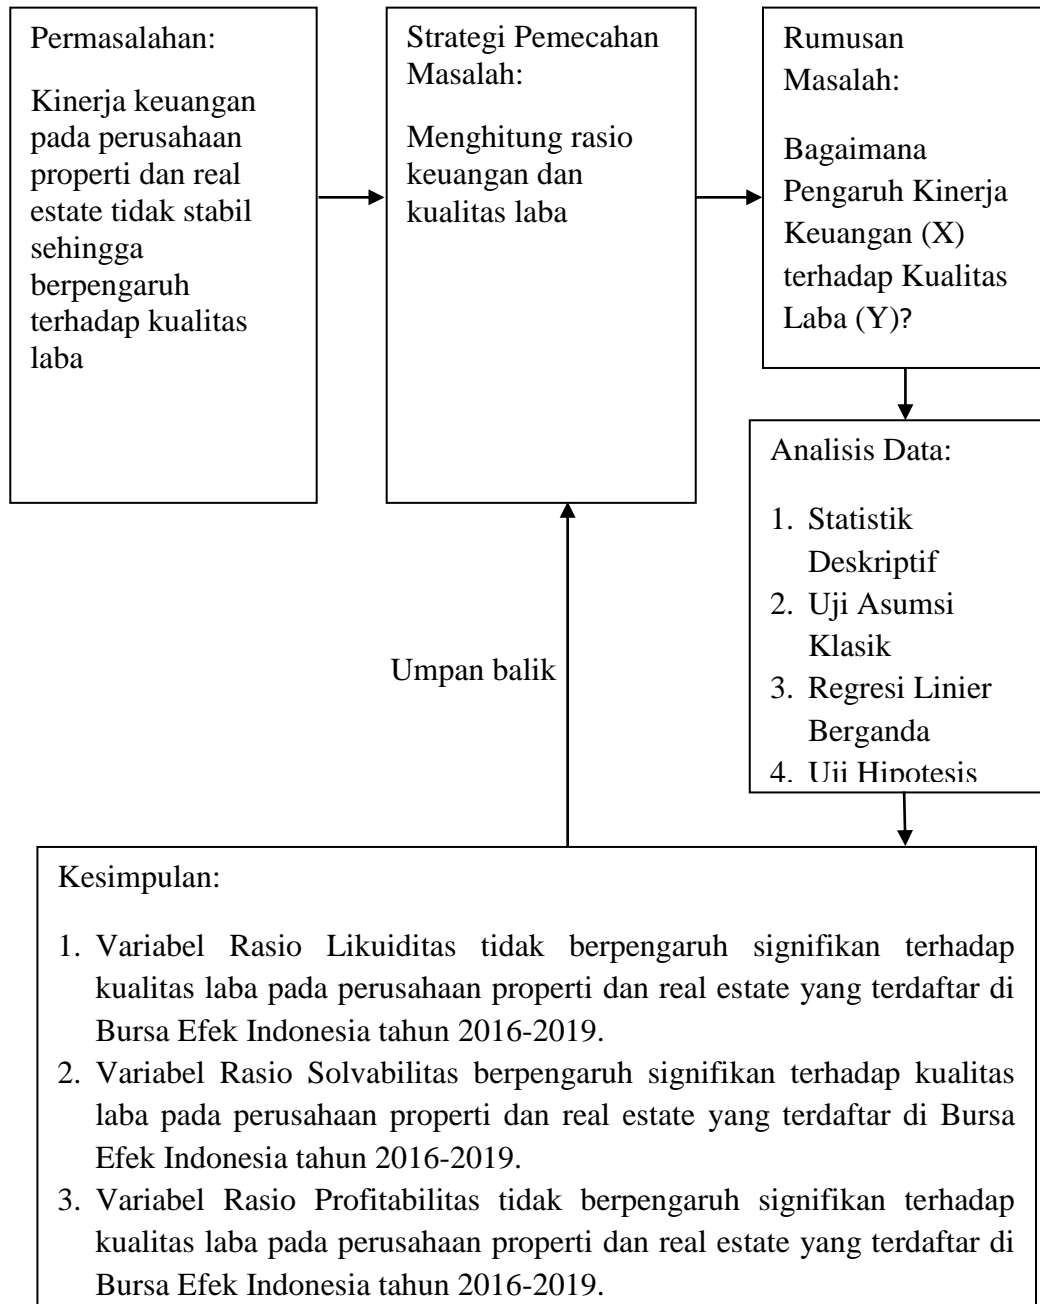 Permasalahan:
Kinerja keuangan
pada perusahaan
properti dan real
estate tidak stabil
sehingga
berpengaruh
terhadap kualitas
laba
Strategi Pemecahan
Masalah:
Menghitung rasio
keuangan dan
kualitas laba
Rumusan
Masalah:
Bagaimana
Pengaruh Kinerja
Keuangan (X)
terhadap Kualitas
Laba (Y)?
Analisis Data:
1. Statistik
Deskriptif
2. Uji Asumsi
Klasik
3. Regresi Linier
Berganda
4. Uji Hipotesis
Umpan balik
Kesimpulan:
1. Variabel Rasio Likuiditas tidak berpengaruh signifikan terhadap
kualitas laba pada perusahaan properti dan real estate yang terdaftar di
Bursa Efek Indonesia tahun 2016-2019.
2. Variabel Rasio Solvabilitas berpengaruh signifikan terhadap kualitas
laba pada perusahaan properti dan real estate yang terdaftar di Bursa
Efek Indonesia tahun 2016-2019.
3. Variabel Rasio Profitabilitas tidak berpengaruh signifikan terhadap
kualitas laba pada perusahaan properti dan real estate yang terdaftar di
Bursa Efek Indonesia tahun 2016-2019.